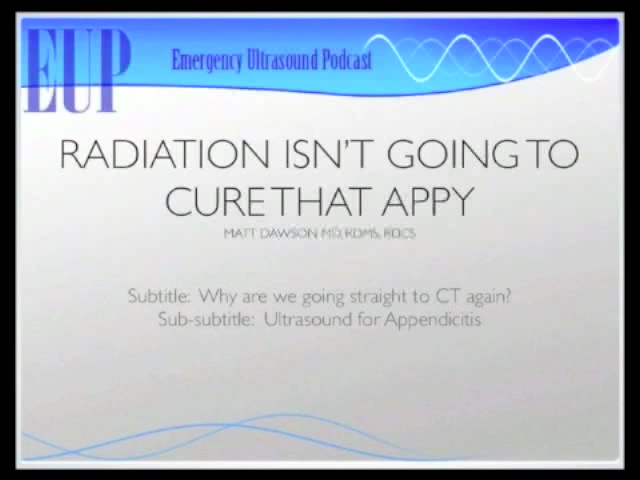 EUP
Emergency Ultrasound Podcast
RADIATION ISN'T GOING TO
CURE THAT APPY
MATT DAWSON MD, RDMS, RDCS
Subtitle: Why are we going straight to CT again?
Sub-subtitle: Ultrasound for Appendicitis